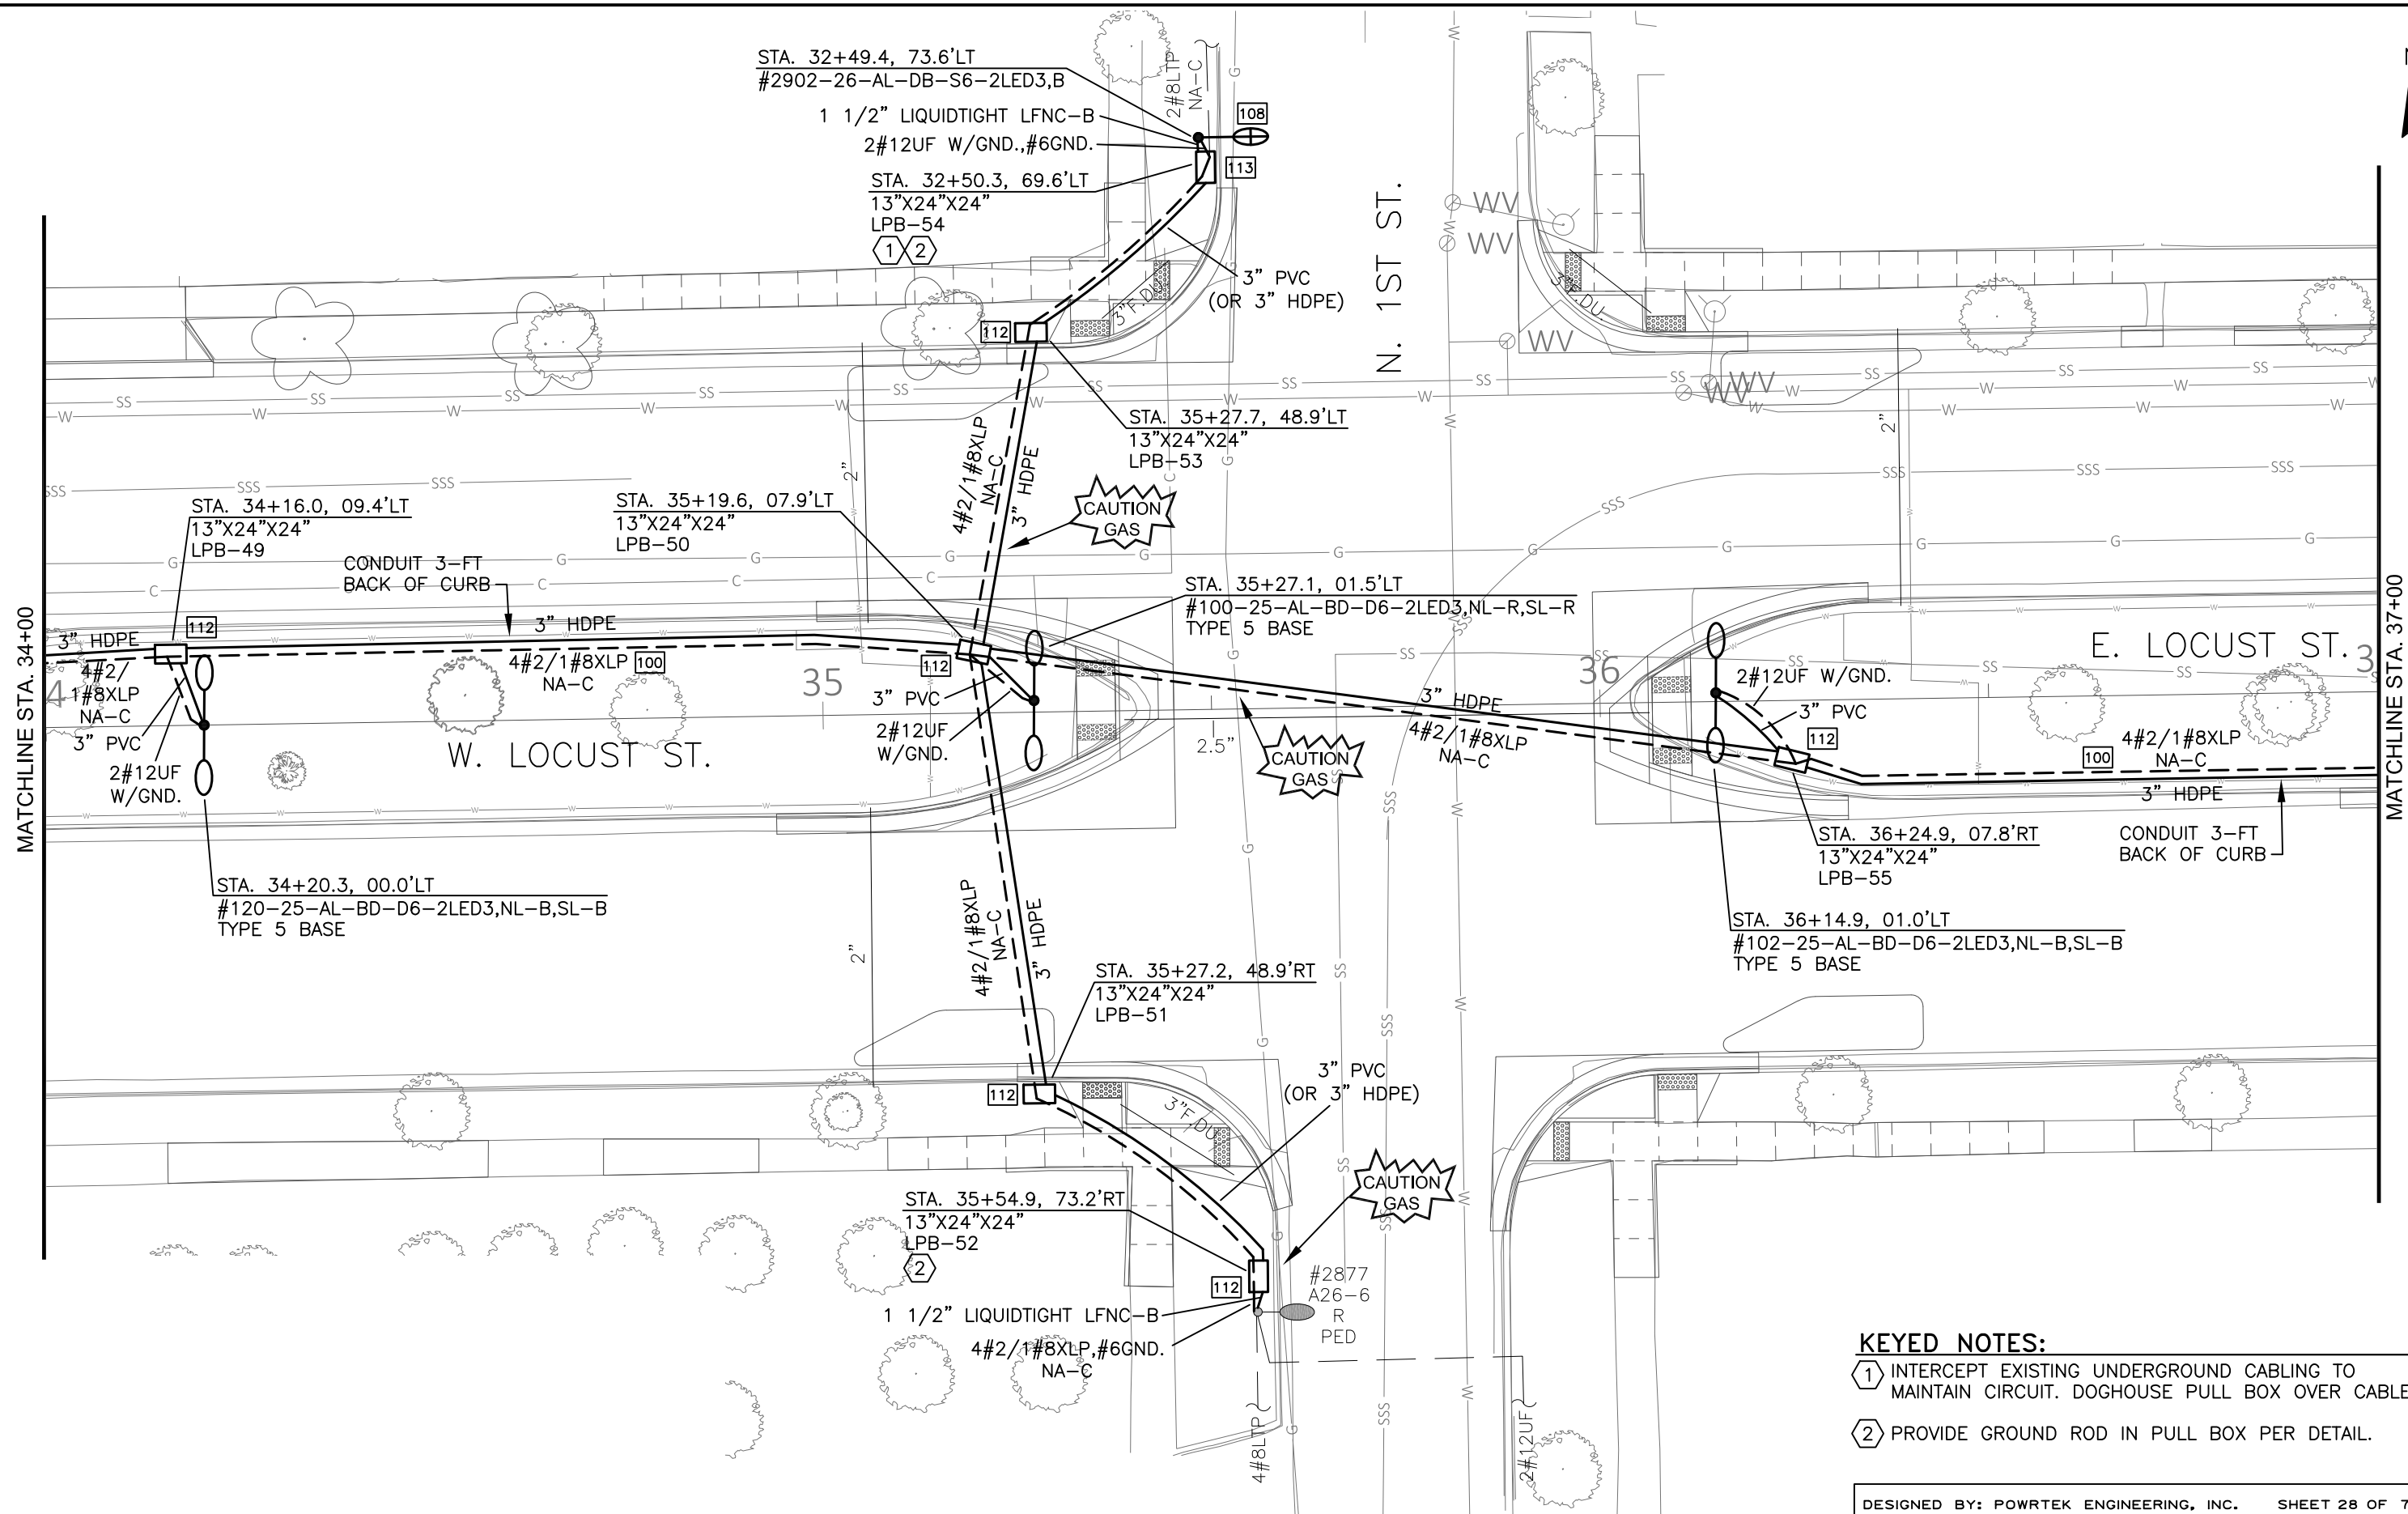 STA. 32+49.4, 73.6'LT
#2902-26-AL-DB-S6-2LED3,B
1 1/2" LIQUIDTIGHT LFNC-B
2#12UF W/GND.,#6GND.
STA. 32+50.3, 69.6'LT
13"X24"X24"
LPB-54
1 2
2#8LTP
NA-C
G
108
113
3" PVC
(OR 3" HDPE)
3"F.DU
112
N. 1ST ST.
WV
WV
WV
WV
STA. 35+27.7, 48.9'LT
13"X24"X24"
LPB-53
4#2/1#8XLP
NA-C
3" HDPE
CAUTION
GAS
2"
2"
SS
W
SSS
G
C
MATCHLINE STA. 34+00
STA. 34+16.0, 09.4'LT
13"X24"X24"
LPB-49
CONDUIT 3-FT
BACK OF CURB
STA. 35+19.6, 07.9'LT
13"X24"X24"
LPB-50
STA. 35+27.1, 01.5'LT
#100-25-AL-BD-D6-2LED3,NL-R,SL-R
TYPE 5 BASE
3" HDPE
112
3" HDPE
4#2/
1#8XLP
NA-C
3" PVC
2#12UF
W/GND.
4#2/1#8XLP
NA-C
100
35
112
3" PVC
2#12UF
W/GND.
W. LOCUST ST.
2.5"
CAUTION
GAS
3" HDPE
4#2/1#8XLP
NA-C
36
2#12UF W/GND.
3" PVC
112
E. LOCUST ST.
100
4#2/1#8XLP
NA-C
3" HDPE
MATCHLINE STA. 37+00
STA. 34+20.3, 00.0'LT
#120-25-AL-BD-D6-2LED3,NL-B,SL-B
TYPE 5 BASE
STA. 36+24.9, 07.8'RT
13"X24"X24"
LPB-55
CONDUIT 3-FT
BACK OF CURB
STA. 36+14.9, 01.0'LT
#102-25-AL-BD-D6-2LED3,NL-B,SL-B
TYPE 5 BASE
2"
4#2/1#8XLP
NA-C
3" HDPE
STA. 35+27.2, 48.9'RT
13"X24"X24"
LPB-51
112
3" PVC
(OR 3" HDPE)
3"F.DU
CAUTION
GAS
STA. 35+54.9, 73.2'RT
13"X24"X24"
LPB-52
2
112
#2877
A26-6
R
PED
1 1/2" LIQUIDTIGHT LFNC-B
4#2/1#8XLP,#6GND.
NA-C
4#8LTP
2#12UF
KEYED NOTES:
1 INTERCEPT EXISTING UNDERGROUND CABLING TO
MAINTAIN CIRCUIT. DOGHOUSE PULL BOX OVER CABLE
2 PROVIDE GROUND ROD IN PULL BOX PER DETAIL.
DESIGNED BY: POWRTEK ENGINEERING, INC. SHEET 28 OF 7